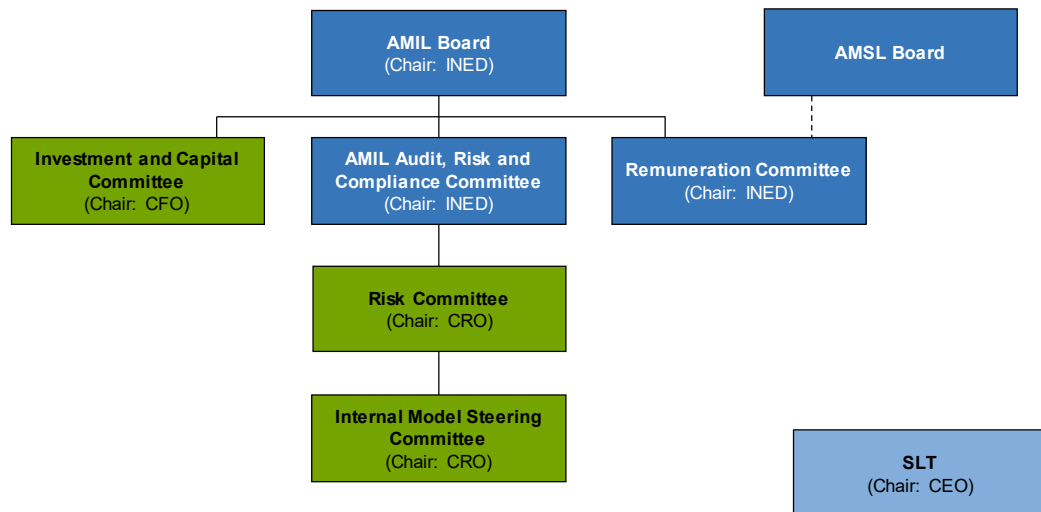 AMIL Board
(Chair: INED)
AMSL Board
Investment and Capital
Committee
(Chair: CFO)
AMIL Audit, Risk and
Compliance Committee
(Chair: INED)
Remuneration Committee
(Chair: INED)
Risk Committee
(Chair: CRO)
Internal Model Steering
Committee
(Chair: CRO)
SLT
(Chair: CEO)